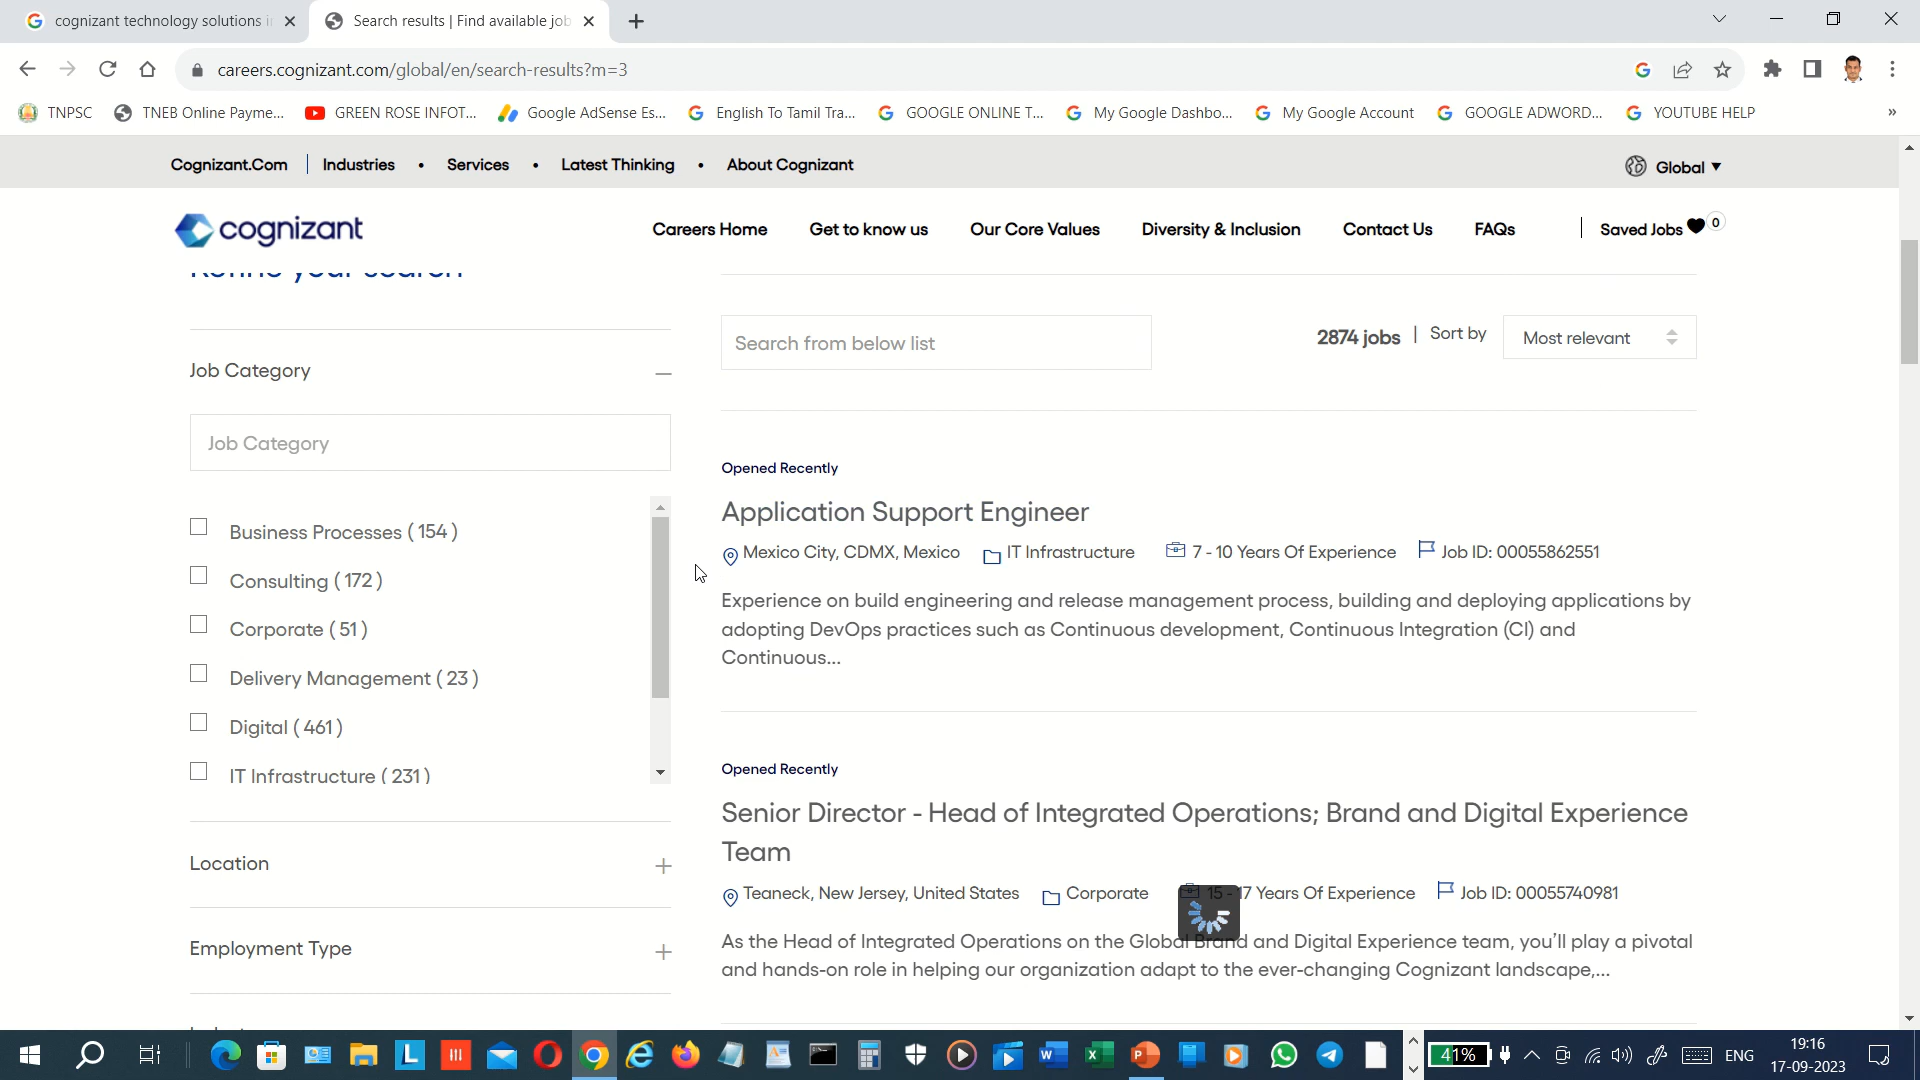 cognizant technology solutions i
Search results | Find available job
careers.cognizant.com/global/en/search-results?m=3
TNPSC
TNEB Online Payme...
GREEN ROSE INFOT...
Google AdSense Es...
English To Tamil Tra...
GOOGLE ONLINE T...
My Google Dashbo...
My Google Account
GOOGLE ADWORD...
YOUTUBE HELP
»
Cognizant.Com
Industries
Services
Latest Thinking
About Cognizant
Global
cognizant
Careers Home
Get to know us
Our Core Values
Diversity & Inclusion
Contact Us
FAQs
Saved Jobs 0
Refine your search
Job Category
Job Category
Business Processes ( 154 )
Consulting ( 172 )
Corporate ( 51 )
Delivery Management ( 23 )
Digital ( 461 )
IT Infrastructure ( 231 )
Location
Employment Type
Search from below list
2874 jobs | Sort by
Most relevant
Opened Recently
Application Support Engineer
Mexico City, CDMX, Mexico IT Infrastructure 7 - 10 Years Of Experience Job ID: 00055862551
Experience on build engineering and release management process, building and deploying applications by
adopting DevOps practices such as Continuous development, Continuous Integration (CI) and
Continuous...
Opened Recently
Senior Director - Head of Integrated Operations; Brand and Digital Experience
Team
Teaneck, New Jersey, United States Corporate 15 - 17 Years Of Experience Job ID: 00055740981
As the Head of Integrated Operations on the Global Brand and Digital Experience team, you'll play a pivotal
and hands-on role in helping our organization adapt to the ever-changing Cognizant landscape,...
41%
ENG
19:16
17-09-2023